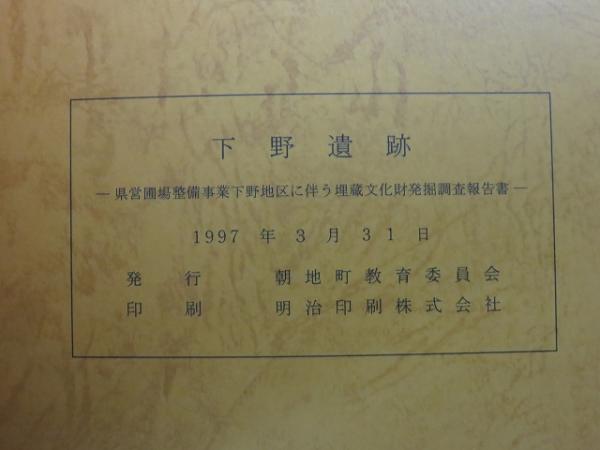 下野遺跡
―県営圃場整備事業下野地区に伴う埋蔵文化財発掘調査報告書―
1997年3月31日
発行 朝地町教育委員会
印刷 明治印刷株式会社